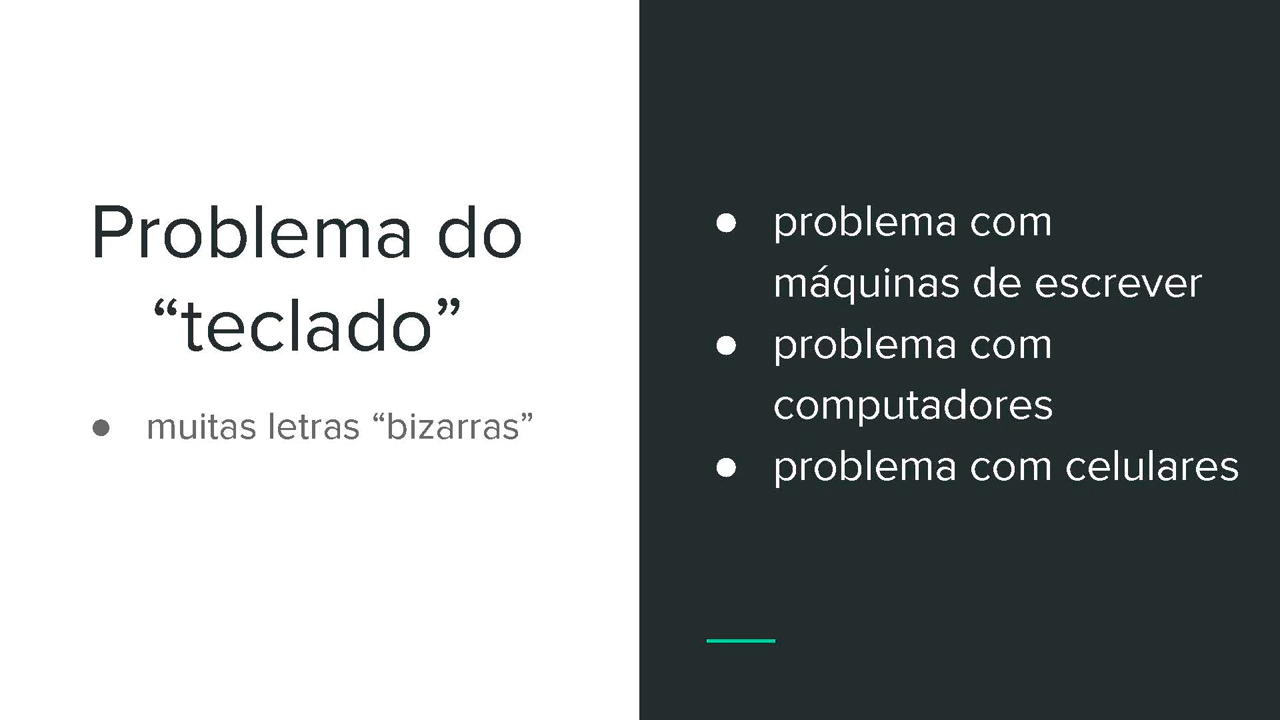 Problema do
“teclado”
● muitas letras “bizarras”
● problema com
máquinas de escrever
● problema com
computadores
● problema com celulares